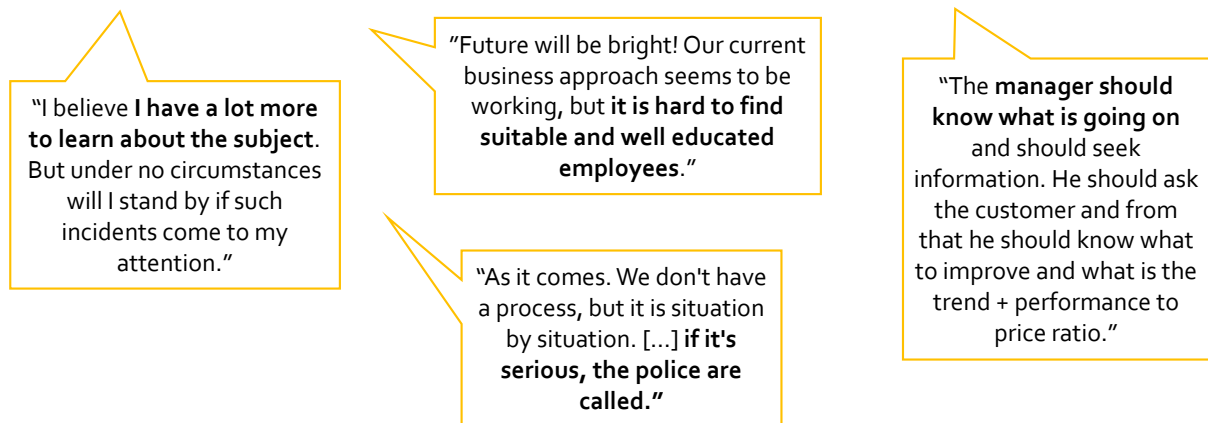 “I believe I have a lot more
to learn about the subject.
But under no circumstances
will I stand by if such
incidents come to my
attention.”
”Future will be bright! Our current
business approach seems to be
working, but it is hard to find
suitable and well educated
employees.”
“As it comes. We don't have
a process, but it is situation
by situation. […] if it's
serious, the police are
called.”
“The manager should
know what is going on
and should seek
information. He should ask
the customer and from
that he should know what
to improve and what is the
trend + performance to
price ratio.”